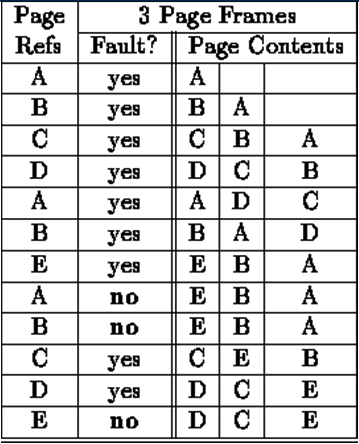 Page 3 Page Frames
Refs Fault? Page Contents
A yes A
B yes B A
C yes C B A
D yes D C B
A yes A D C
B yes B A D
E yes E B A
A no E B A
B no E B A
C yes C E B
D yes D C E
E no D C E